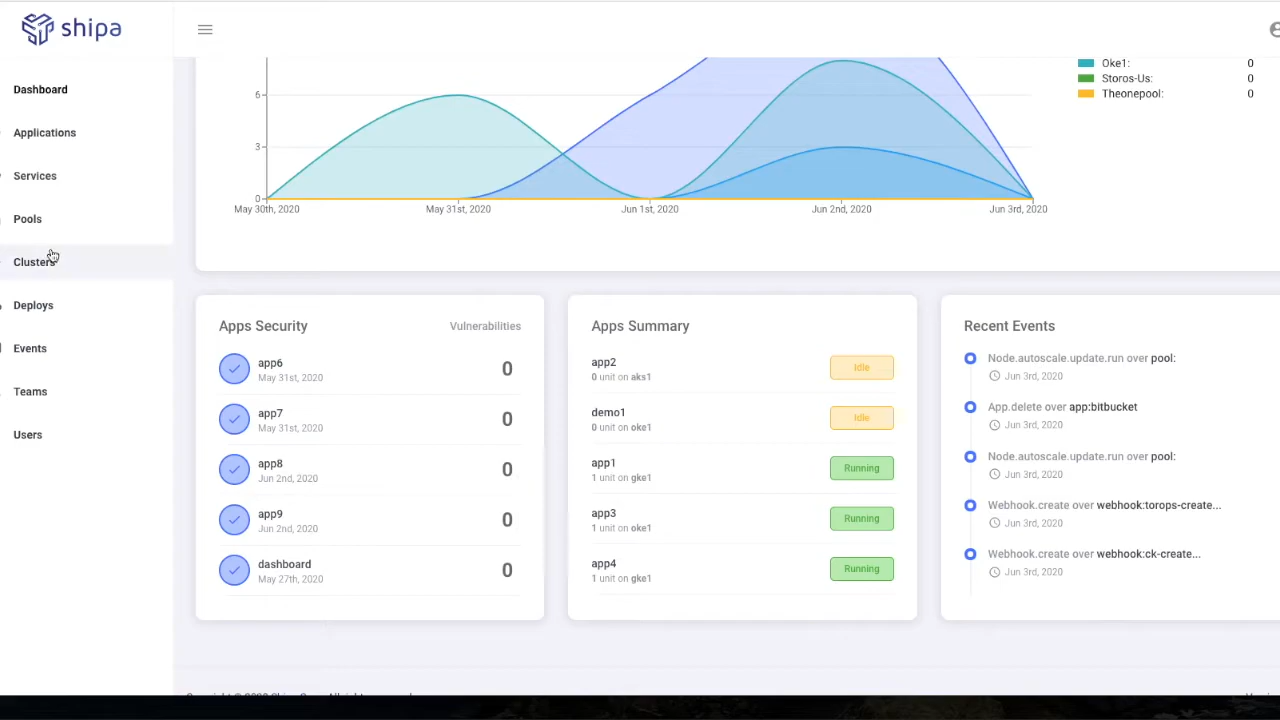 shipa
Dashboard
Applications
Services
Pools
Clusters
Deploys
Events
Teams
Users
6
3
0
May 30th, 2020
May 31st, 2020
Jun 1st, 2020
Jun 2nd, 2020
Jun 3rd, 2020
Oke1: 0
Storos-Us: 0
Theonepool: 0
Apps Security Vulnerabilities
app6 0
May 31st, 2020
app7 0
May 31st, 2020
app8 0
Jun 2nd, 2020
app9 0
Jun 2nd, 2020
dashboard 0
May 27th, 2020
Apps Summary
app2 Idle
0 unit on aks1
demo1 Idle
0 unit on oke1
app1 Running
1 unit on gke1
app3 Running
1 unit on oke1
app4 Running
1 unit on gke1
Recent Events
Node.autoscale.update.run over pool:
Jun 3rd, 2020
App.delete over app:bitbucket
Jun 3rd, 2020
Node.autoscale.update.run over pool:
Jun 3rd, 2020
Webhook.create over webhook:torops-create...
Jun 3rd, 2020
Webhook.create over webhook:ck-create...
Jun 3rd, 2020